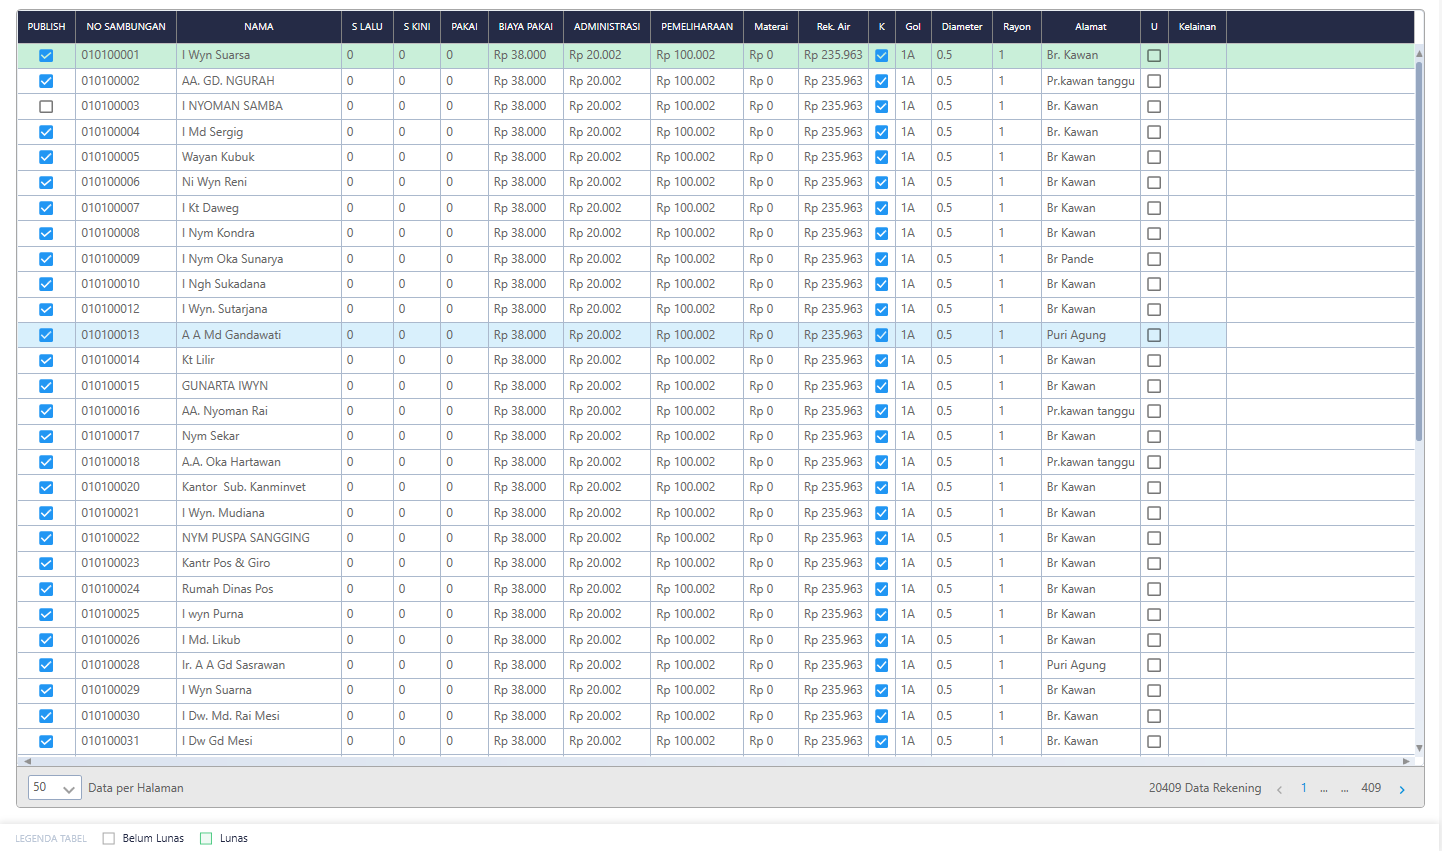 PUBLISH NO SAMBUNGAN NAMA S LALU S KINI PAKAI BIAYA PAKAI ADMINISTRASI PEMELIHARAAN Materai Rek. Air K Gol Diameter Rayon Alamat U Kelainan
010100001 I Wyn Suarsa 0 0 0 Rp 38.000 Rp 20.002 Rp 100.002 Rp 0 Rp 235.963 1A 0.5 1 Br. Kawan
010100002 AA. GD. NGURAH 0 0 0 Rp 38.000 Rp 20.002 Rp 100.002 Rp 0 Rp 235.963 1A 0.5 1 Pr.kawan tanggu
010100003 I NYOMAN SAMBA 0 0 0 Rp 38.000 Rp 20.002 Rp 100.002 Rp 0 Rp 235.963 1A 0.5 1 Br. Kawan
010100004 I Md Sergig 0 0 0 Rp 38.000 Rp 20.002 Rp 100.002 Rp 0 Rp 235.963 1A 0.5 1 Br. Kawan
010100005 Wayan Kubuk 0 0 0 Rp 38.000 Rp 20.002 Rp 100.002 Rp 0 Rp 235.963 1A 0.5 1 Br Kawan
010100006 Ni Wyn Reni 0 0 0 Rp 38.000 Rp 20.002 Rp 100.002 Rp 0 Rp 235.963 1A 0.5 1 Br Kawan
010100007 I Kt Daweg 0 0 0 Rp 38.000 Rp 20.002 Rp 100.002 Rp 0 Rp 235.963 1A 0.5 1 Br Kawan
010100008 I Nym Kondra 0 0 0 Rp 38.000 Rp 20.002 Rp 100.002 Rp 0 Rp 235.963 1A 0.5 1 Br Kawan
010100009 I Nym Oka Sunarya 0 0 0 Rp 38.000 Rp 20.002 Rp 100.002 Rp 0 Rp 235.963 1A 0.5 1 Br Pande
010100010 I Ngh Sukadana 0 0 0 Rp 38.000 Rp 20.002 Rp 100.002 Rp 0 Rp 235.963 1A 0.5 1 Br Kawan
010100012 I Wyn. Sutarjana 0 0 0 Rp 38.000 Rp 20.002 Rp 100.002 Rp 0 Rp 235.963 1A 0.5 1 Br Kawan
010100013 A A Md Gandawati 0 0 0 Rp 38.000 Rp 20.002 Rp 100.002 Rp 0 Rp 235.963 1A 0.5 1 Puri Agung
010100014 Kt Lilir 0 0 0 Rp 38.000 Rp 20.002 Rp 100.002 Rp 0 Rp 235.963 1A 0.5 1 Br Kawan
010100015 GUNARTA IWYN 0 0 0 Rp 38.000 Rp 20.002 Rp 100.002 Rp 0 Rp 235.963 1A 0.5 1 Br Kawan
010100016 AA. Nyoman Rai 0 0 0 Rp 38.000 Rp 20.002 Rp 100.002 Rp 0 Rp 235.963 1A 0.5 1 Pr.kawan tanggu
010100017 Nym Sekar 0 0 0 Rp 38.000 Rp 20.002 Rp 100.002 Rp 0 Rp 235.963 1A 0.5 1 Br Kawan
010100018 A.A. Oka Hartawan 0 0 0 Rp 38.000 Rp 20.002 Rp 100.002 Rp 0 Rp 235.963 1A 0.5 1 Pr.kawan tanggu
010100020 Kantor Sub. Kanminvet 0 0 0 Rp 38.000 Rp 20.002 Rp 100.002 Rp 0 Rp 235.963 1A 0.5 1 Br Kawan
010100021 I Wyn. Mudiana 0 0 0 Rp 38.000 Rp 20.002 Rp 100.002 Rp 0 Rp 235.963 1A 0.5 1 Br Kawan
010100022 NYM PUSPA SANGGING 0 0 0 Rp 38.000 Rp 20.002 Rp 100.002 Rp 0 Rp 235.963 1A 0.5 1 Br Kawan
010100023 Kantr Pos & Giro 0 0 0 Rp 38.000 Rp 20.002 Rp 100.002 Rp 0 Rp 235.963 1A 0.5 1 Br Kawan
010100024 Rumah Dinas Pos 0 0 0 Rp 38.000 Rp 20.002 Rp 100.002 Rp 0 Rp 235.963 1A 0.5 1 Br Kawan
010100025 I wyn Purna 0 0 0 Rp 38.000 Rp 20.002 Rp 100.002 Rp 0 Rp 235.963 1A 0.5 1 Br Kawan
010100026 I Md. Likub 0 0 0 Rp 38.000 Rp 20.002 Rp 100.002 Rp 0 Rp 235.963 1A 0.5 1 Br Kawan
010100028 Ir. A A Gd Sasrawan 0 0 0 Rp 38.000 Rp 20.002 Rp 100.002 Rp 0 Rp 235.963 1A 0.5 1 Puri Agung
010100029 I Wyn Suarna 0 0 0 Rp 38.000 Rp 20.002 Rp 100.002 Rp 0 Rp 235.963 1A 0.5 1 Br Kawan
010100030 I Dw. Md. Rai Mesi 0 0 0 Rp 38.000 Rp 20.002 Rp 100.002 Rp 0 Rp 235.963 1A 0.5 1 Br. Kawan
010100031 I Dw Gd Mesi 0 0 0 Rp 38.000 Rp 20.002 Rp 100.002 Rp 0 Rp 235.963 1A 0.5 1 Br. Kawan
50 Data per Halaman 20409 Data Rekening 1 ... ... 409
LEGENDA TABEL Belum Lunas Lunas